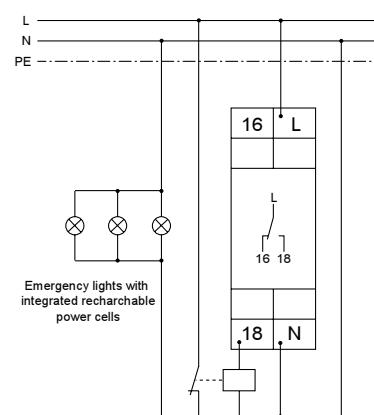 L
N
PE
16 L
L
16 18
Emergency lights with
integrated recharchable
power cells
18 N